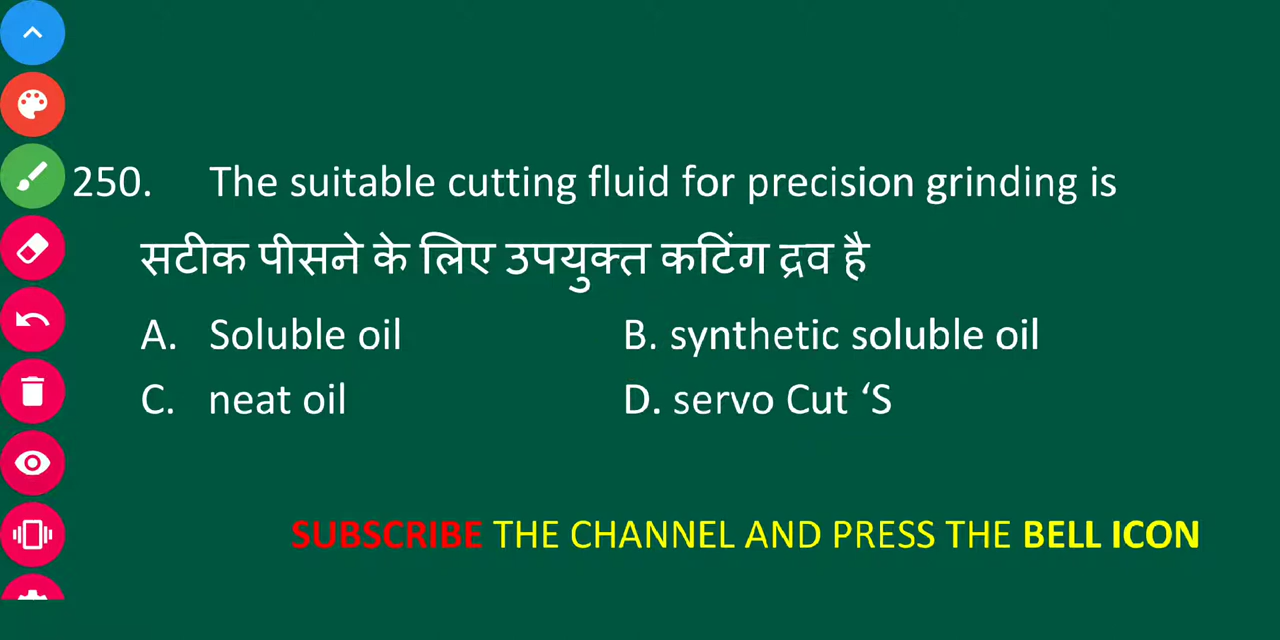 250. The suitable cutting fluid for precision grinding is
सटीक पीसने के लिए उपयुक्त कटिंग द्रव है
A. Soluble oil B. synthetic soluble oil
C. neat oil D. servo Cut ‘S
SUBSCRIBE THE CHANNEL AND PRESS THE BELL ICON